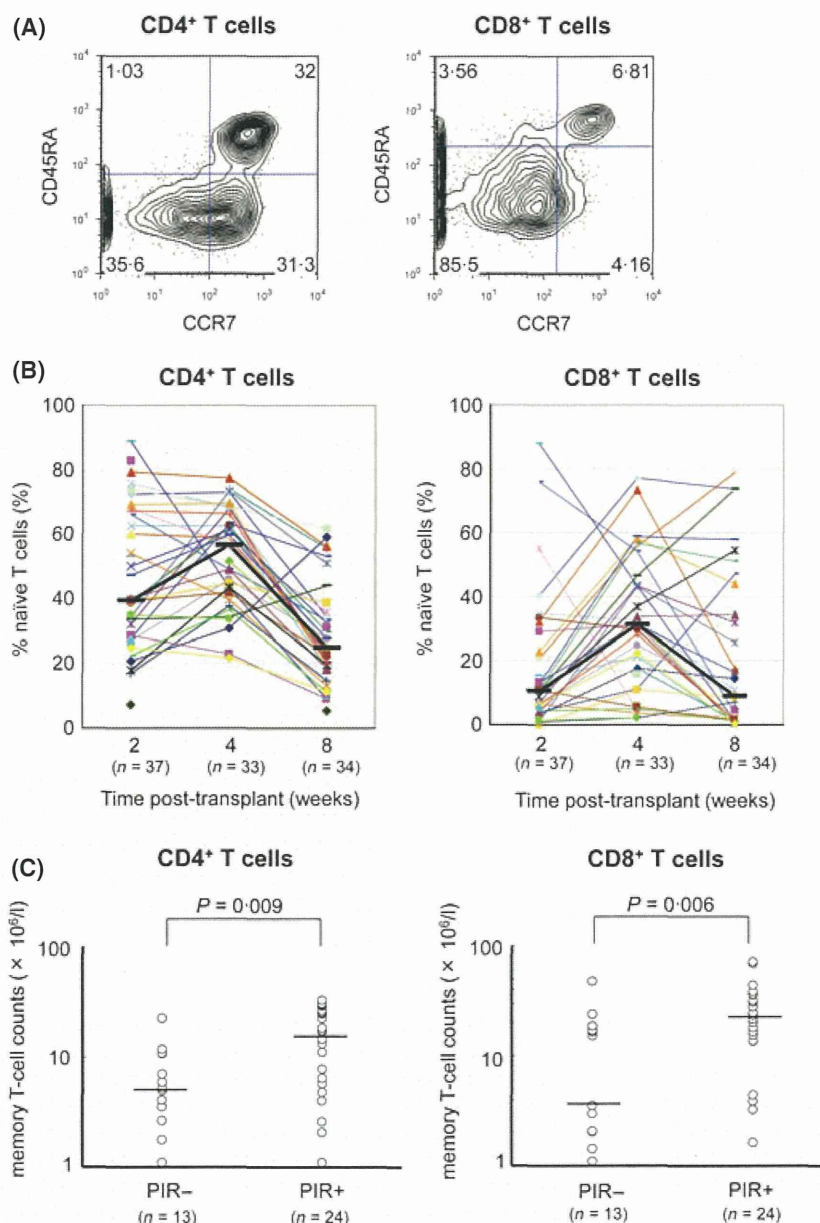 (A)
CD4⁺ T cells
CD8⁺ T cells
1·03
32
35·6
31·3
10⁴
10³
10²
10¹
10⁰
CD45RA
10⁰ 10¹ 10² 10³ 10⁴
CCR7
3·56
6·81
85·5
4·16
10⁴
10³
10²
10¹
10⁰
CD45RA
10⁰ 10¹ 10² 10³ 10⁴
CCR7
(B)
CD4⁺ T cells
CD8⁺ T cells
% naïve T cells (%)
100
80
60
40
20
0
2 4 8
(n = 37) (n = 33) (n = 34)
Time post-transplant (weeks)
% naïve T cells (%)
100
80
60
40
20
0
2 4 8
(n = 37) (n = 33) (n = 34)
Time post-transplant (weeks)
(C)
CD4⁺ T cells
CD8⁺ T cells
P = 0·009
memory T-cell counts ( × 10⁶/l)
100
10
1
PIR– PIR+
(n = 13) (n = 24)
P = 0·006
memory T-cell counts ( × 10⁶/l)
100
10
1
PIR– PIR+
(n = 13) (n = 24)